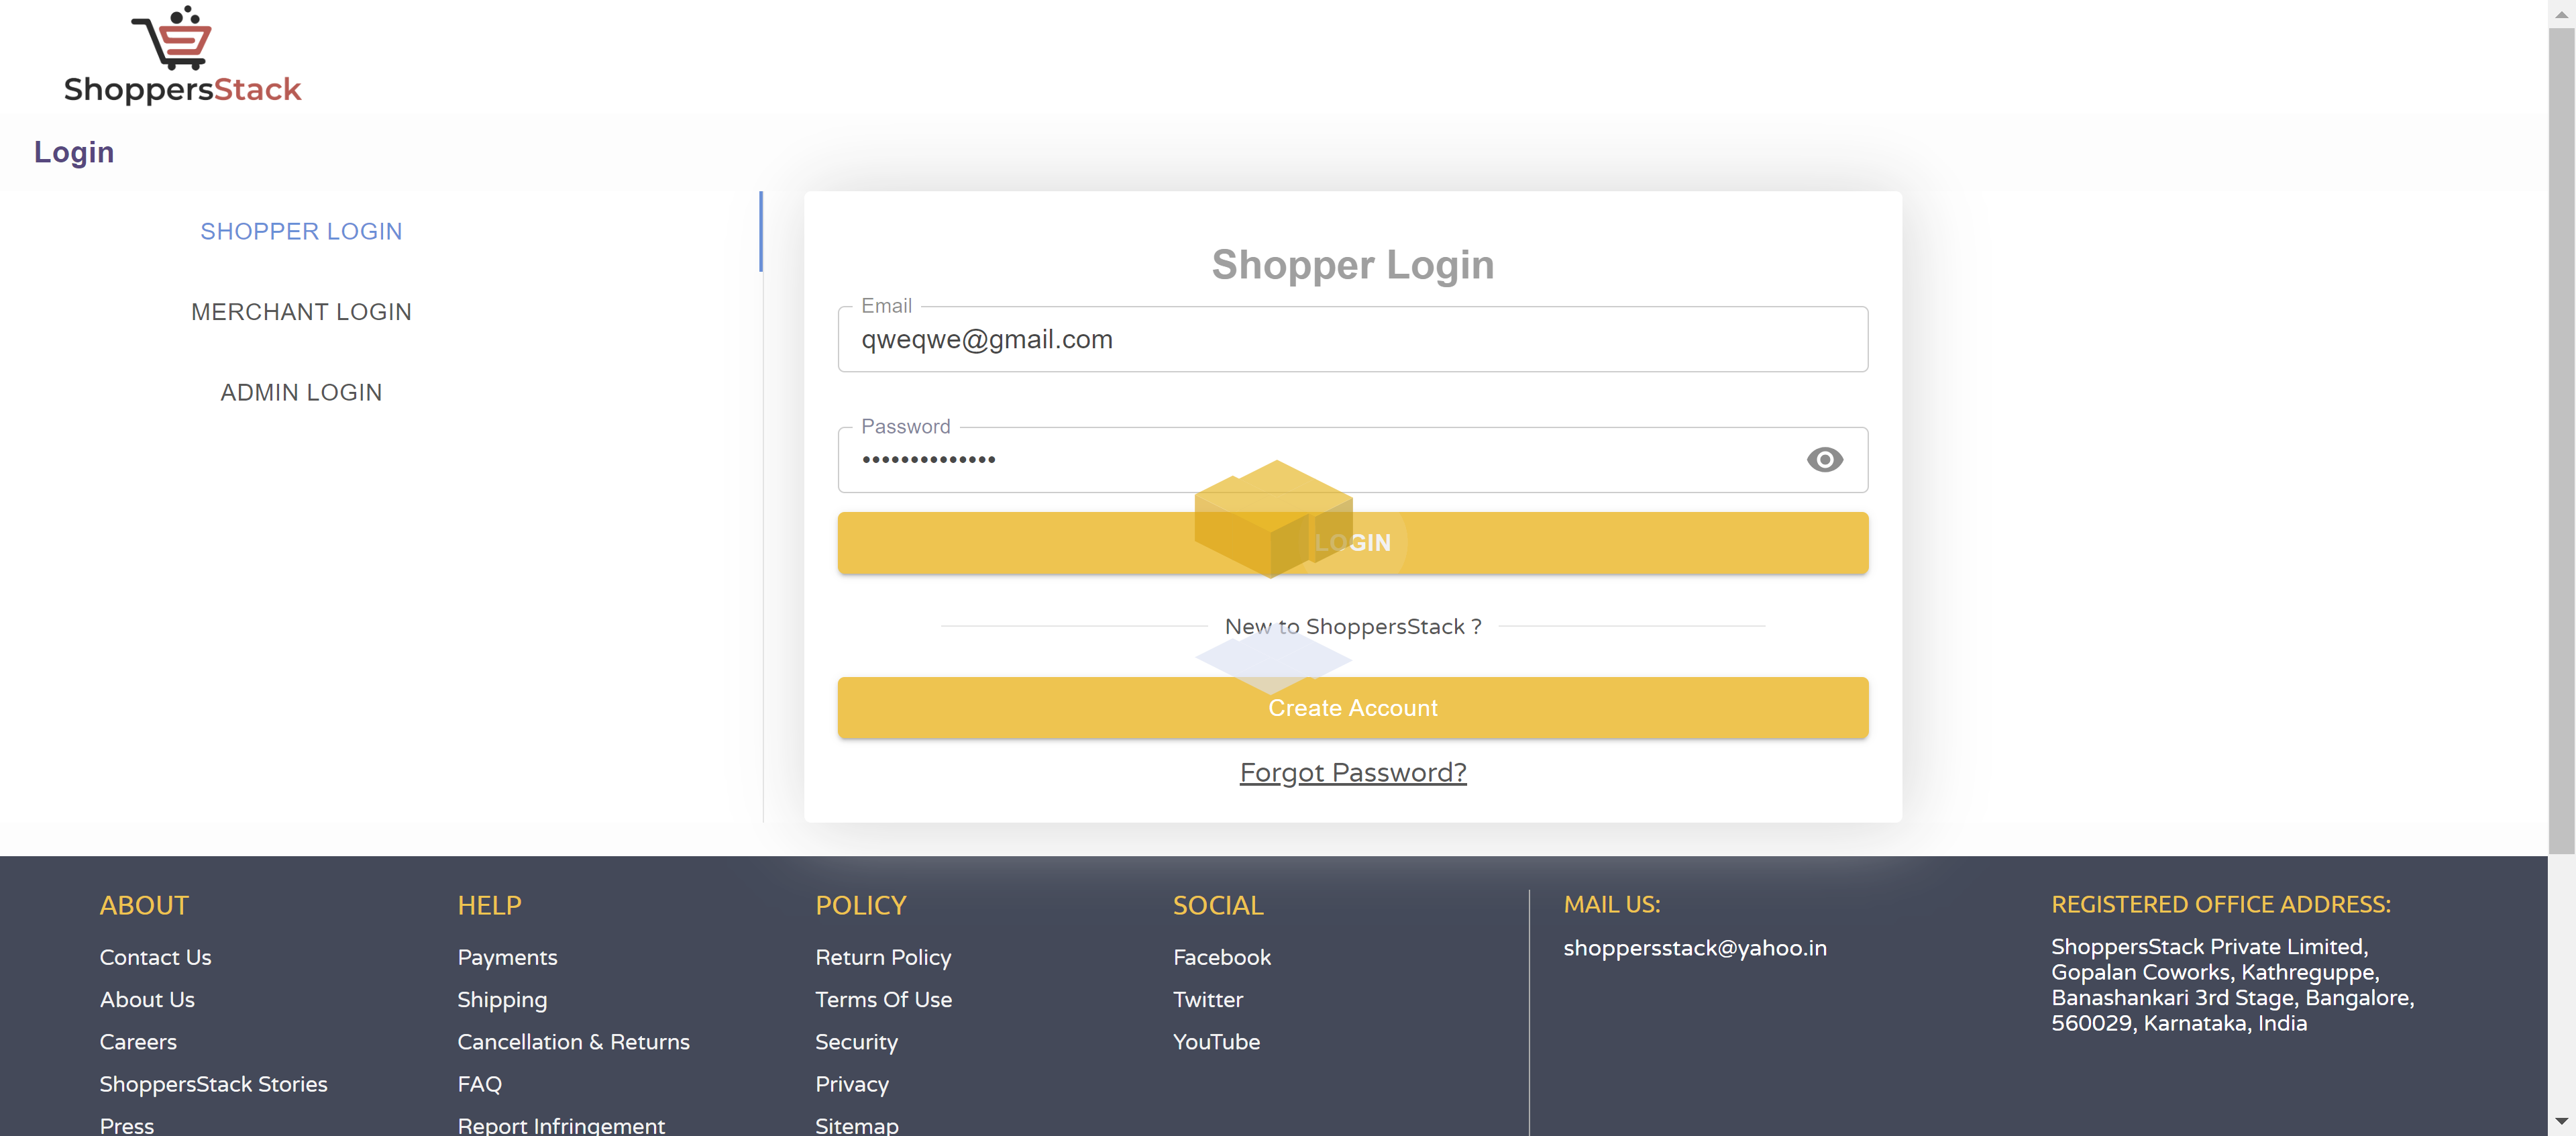 ShoppersStack
Login
SHOPPER LOGIN
MERCHANT LOGIN
ADMIN LOGIN
Shopper Login
Email
qweqwe@gmail.com
Password
••••••••••••••
LOGIN
New to ShoppersStack ?
Create Account
Forgot Password?
ABOUT
Contact Us
About Us
Careers
ShoppersStack Stories
Press
HELP
Payments
Shipping
Cancellation & Returns
FAQ
Report Infringement
POLICY
Return Policy
Terms Of Use
Security
Privacy
Sitemap
SOCIAL
Facebook
Twitter
YouTube
MAIL US:
shoppersstack@yahoo.in
REGISTERED OFFICE ADDRESS:
ShoppersStack Private Limited,
Gopalan Coworks, Kathreguppe,
Banashankari 3rd Stage, Bangalore,
560029, Karnataka, India